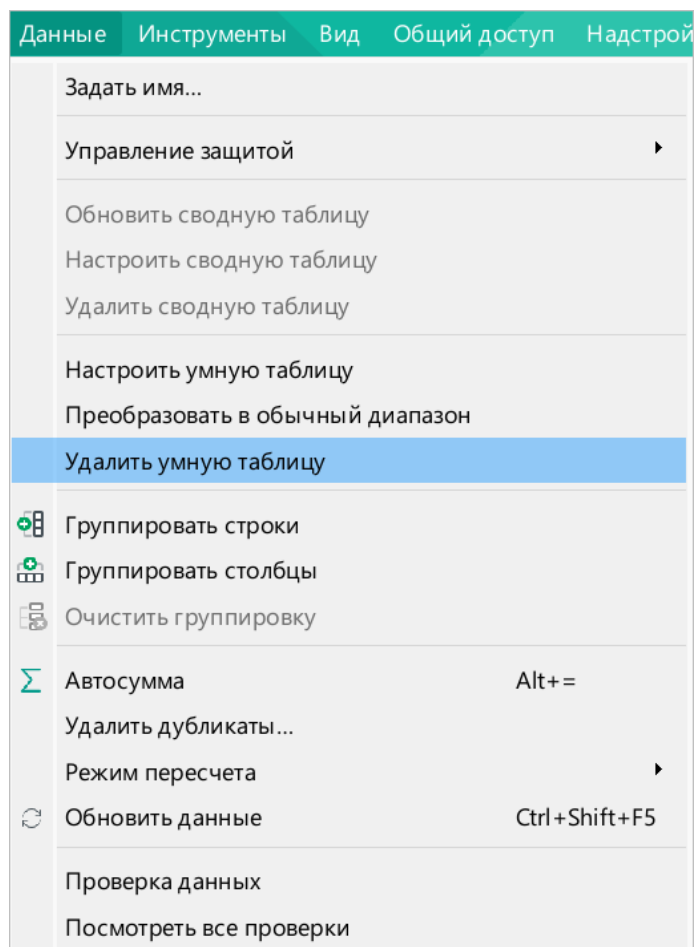 Данные Инструменты Вид Общий доступ Надстрой
Задать имя...
Управление защитой
Обновить сводную таблицу
Настроить сводную таблицу
Удалить сводную таблицу
Настроить умную таблицу
Преобразовать в обычный диапазон
Удалить умную таблицу
Группировать строки
Группировать столбцы
Очистить группировку
Автосумма Alt+=
Удалить дубликаты...
Режим пересчета
Обновить данные Ctrl+Shift+F5
Проверка данных
Посмотреть все проверки